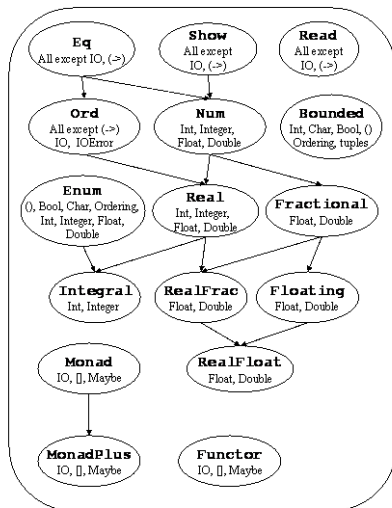 Eq
All except IO, (->)
Show
All except
IO, (->)
Read
All except
IO, (->)
Ord
All except (->)
IO, IOError
Num
Int, Integer,
Float, Double
Bounded
Int, Char, Bool, ()
Ordering, tuples
Enum
(), Bool, Char, Ordering,
Int, Integer, Float,
Double
Real
Int, Integer,
Float, Double
Fractional
Float, Double
Integral
Int, Integer
RealFrac
Float, Double
Floating
Float, Double
Monad
IO, [], Maybe
RealFloat
Float, Double
MonadPlus
IO, [], Maybe
Functor
IO, [], Maybe